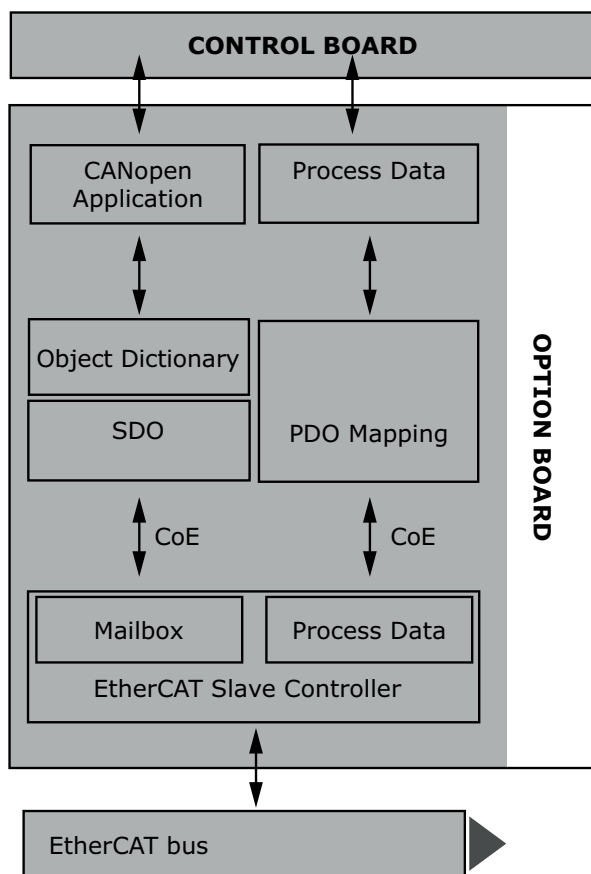 CONTROL BOARD
CANopen
Application
Process Data
Object Dictionary
SDO
PDO Mapping
CoE
CoE
Mailbox
Process Data
EtherCAT Slave Controller
OPTION BOARD
EtherCAT bus